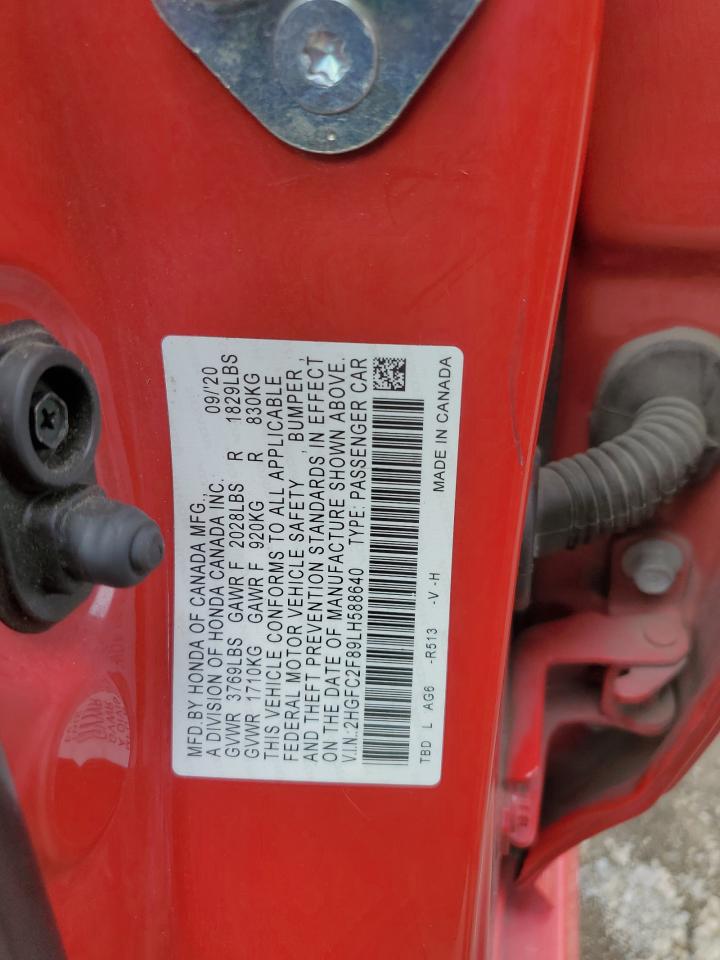 MFD.BY HONDA OF CANADA MFG., 09/'20
A DIVISION OF HONDA CANADA INC.
GVWR 3769LBS GAWR F 2028LBS R 1829LBS
GVWR 1710KG GAWR F 920KG R 830KG
THIS VEHICLE CONFORMS TO ALL APPLICABLE
FEDERAL MOTOR VEHICLE SAFETY , BUMPER ,
AND THEFT PREVENTION STANDARDS IN EFFECT
ON THE DATE OF MANUFACTURE SHOWN ABOVE.
V.I.N.:2HGFC2F89LH588640 TYPE: PASSENGER CAR
TBD L AG6 -R513 -V -H
MADE IN CANADA